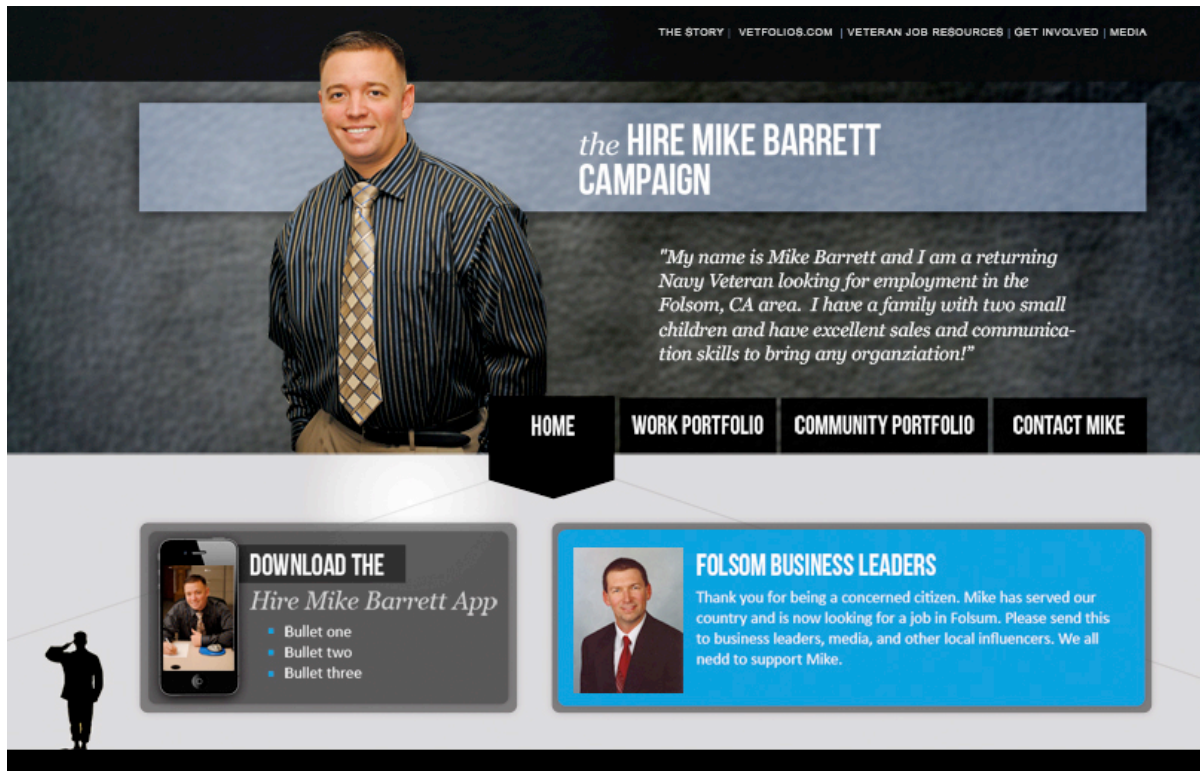 THE STORY | VETFOLIOS.COM | VETERAN JOB RESOURCES | GET INVOLVED | MEDIA
the HIRE MIKE BARRETT
CAMPAIGN
"My name is Mike Barrett and I am a returning
Navy Veteran looking for employment in the
Folsom, CA area. I have a family with two small
children and have excellent sales and communica-
tion skills to bring any organziation!”
HOME
WORK PORTFOLIO
COMMUNITY PORTFOLIO
CONTACT MIKE
DOWNLOAD THE
Hire Mike Barrett App
Bullet one
Bullet two
Bullet three
FOLSOM BUSINESS LEADERS
Thank you for being a concerned citizen. Mike has served our
country and is now looking for a job in Folsum. Please send this
to business leaders, media, and other local influencers. We all
nedd to support Mike.